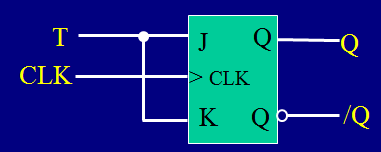 T J Q Q
CLK > CLK
K Q /Q